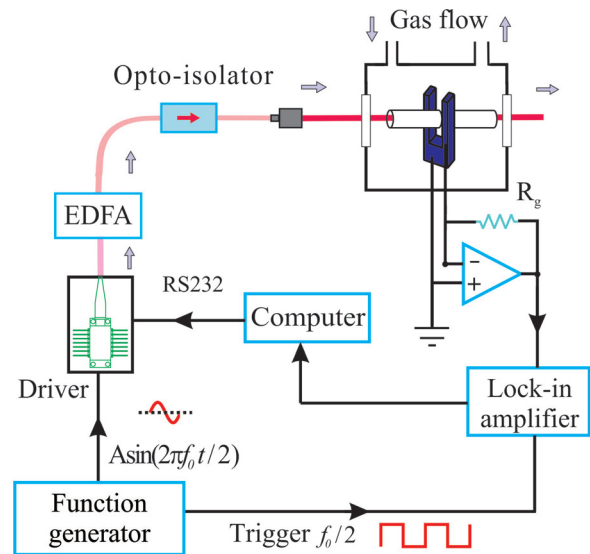 Gas flow
Opto-isolator
EDFA
R_g
−
+
RS232
Computer
Driver
Lock-in
amplifier
Asin(2πf₀t/2)
Function
generator
Trigger f₀/2